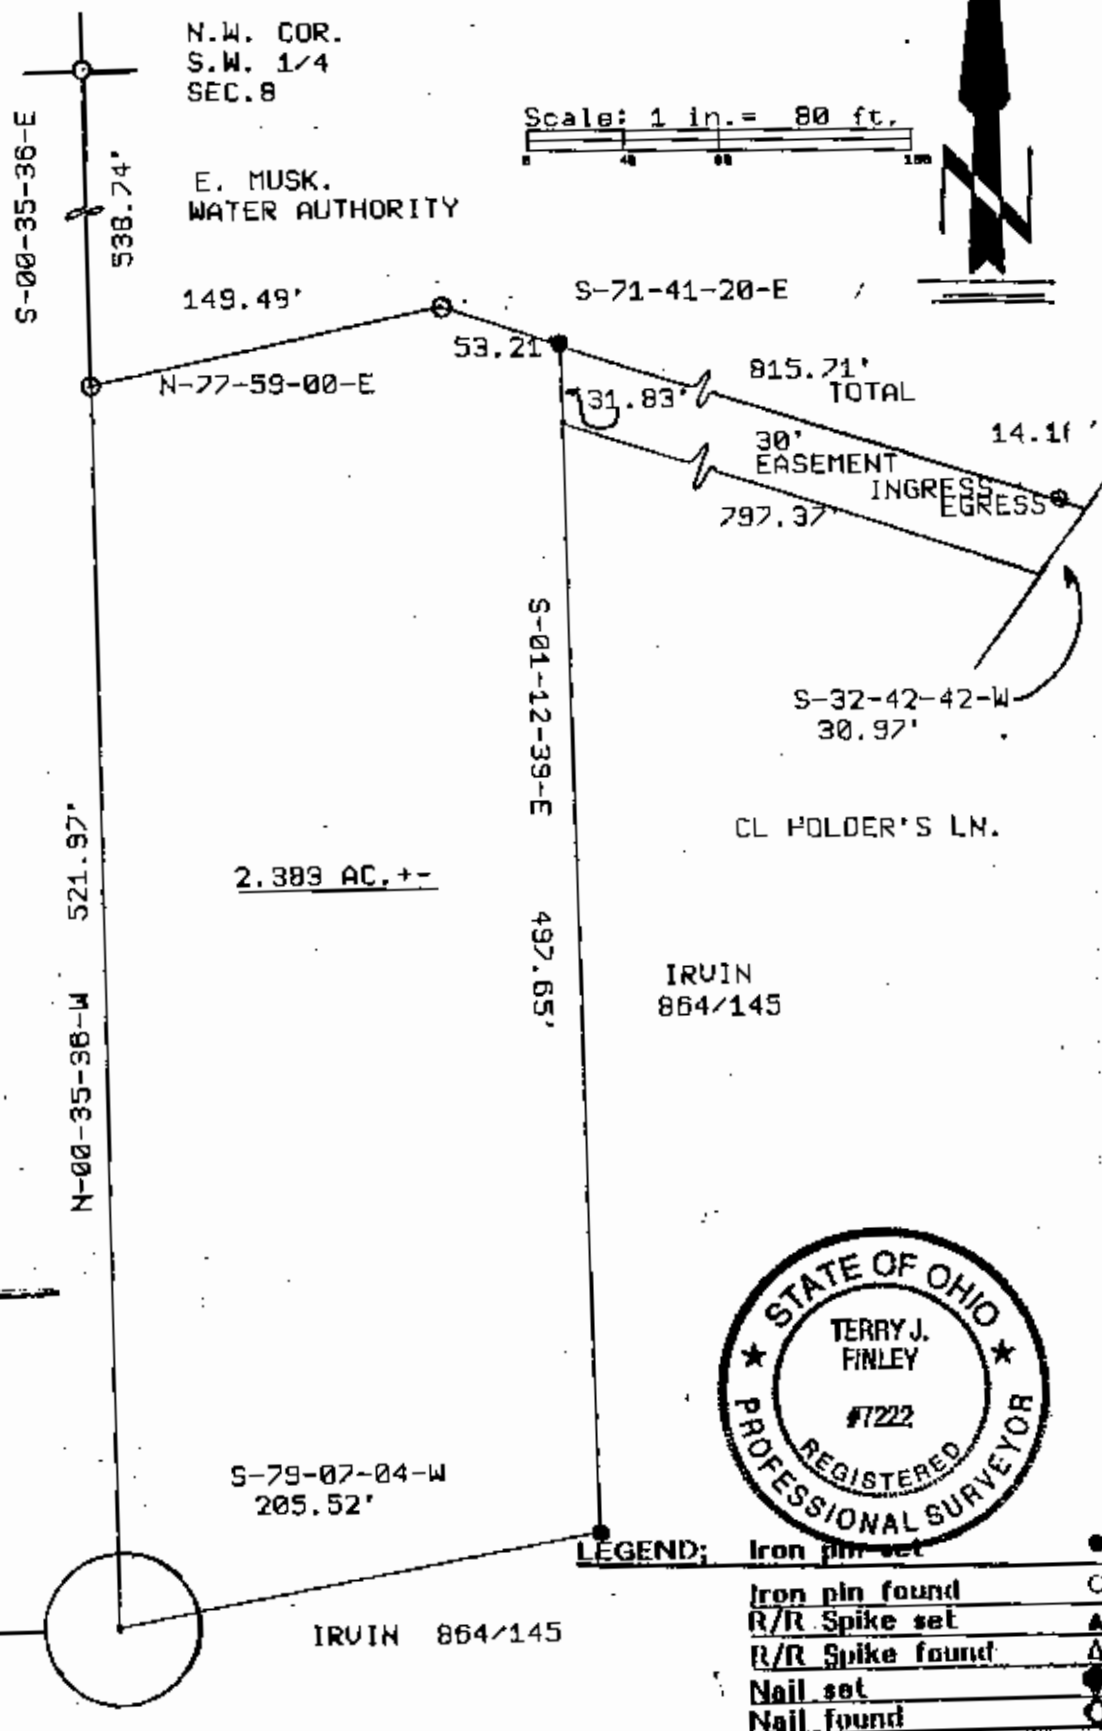 N.W. COR.
S.W. 1/4
SEC.8
Scale: 1 in.= 80 ft.
0 40 80 160
S-00-35-36-E
538.74'
E. MUSK.
WATER AUTHORITY
149.49'
S-71-41-20-E
53.21'
N-77-59-00-E
31.83'
815.71'
TOTAL
30'
EASEMENT
INGRESS
EGRESS
797.37'
S-01-12-39-E
S-32-42-42-W
30.97'
CL HOLDER'S LN.
521.97'
2.389 AC.+-
497.65'
IRVIN
864/145
N-00-35-36-W
STATE OF OHIO
TERRY J.
FINLEY
#7222
REGISTERED
PROFESSIONAL SURVEYOR
S-79-07-04-W
205.52'
LEGEND; Iron pin set
Iron pin found
R/R Spike set
R/R Spike found
Nail set
Nail found
IRVIN 864/145
N